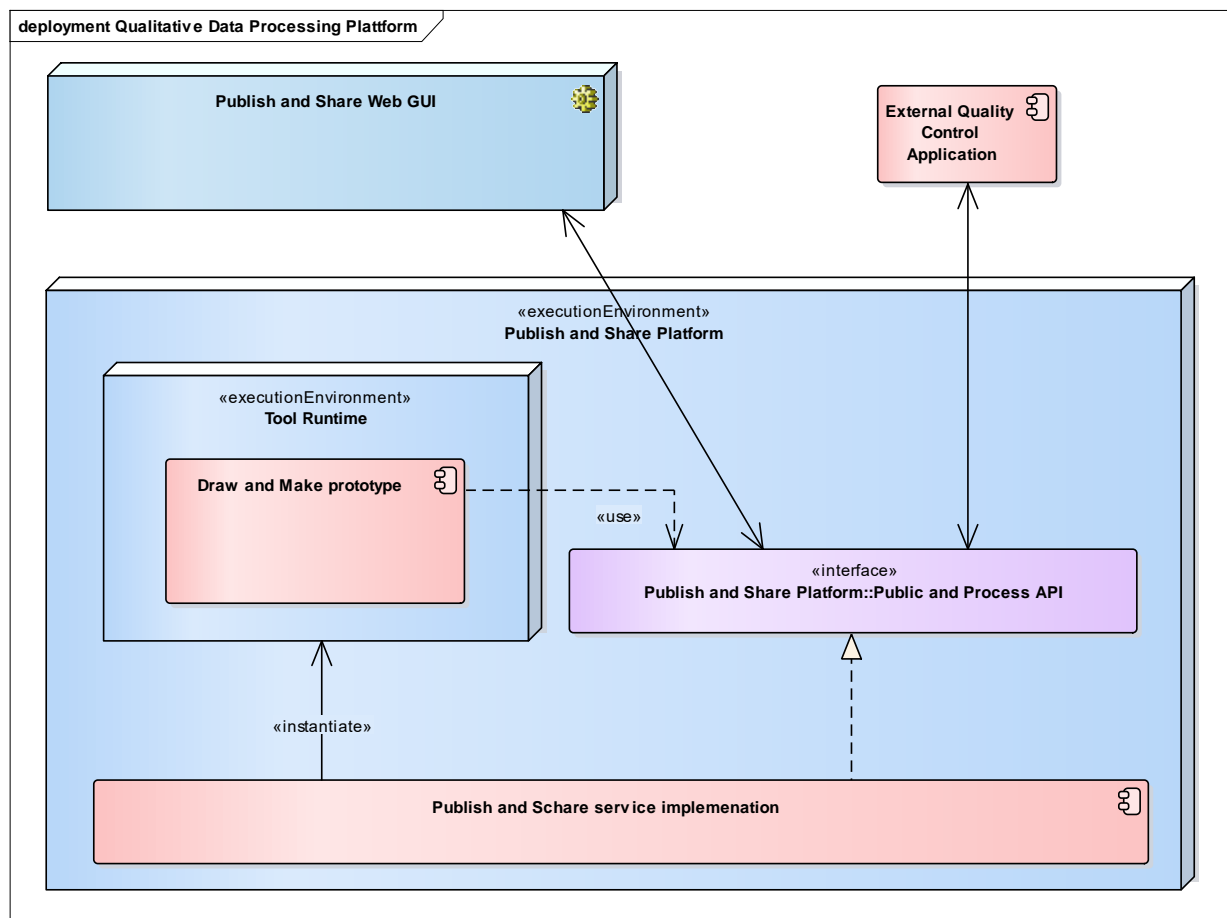 deployment Qualitative Data Processing Plattform
Publish and Share Web GUI
External Quality
Control
Application
«executionEnvironment»
Publish and Share Platform
«executionEnvironment»
Tool Runtime
Draw and Make prototype
«use»
«interface»
Publish and Share Platform::Public and Process API
«instantiate»
Publish and Schare service implemenation